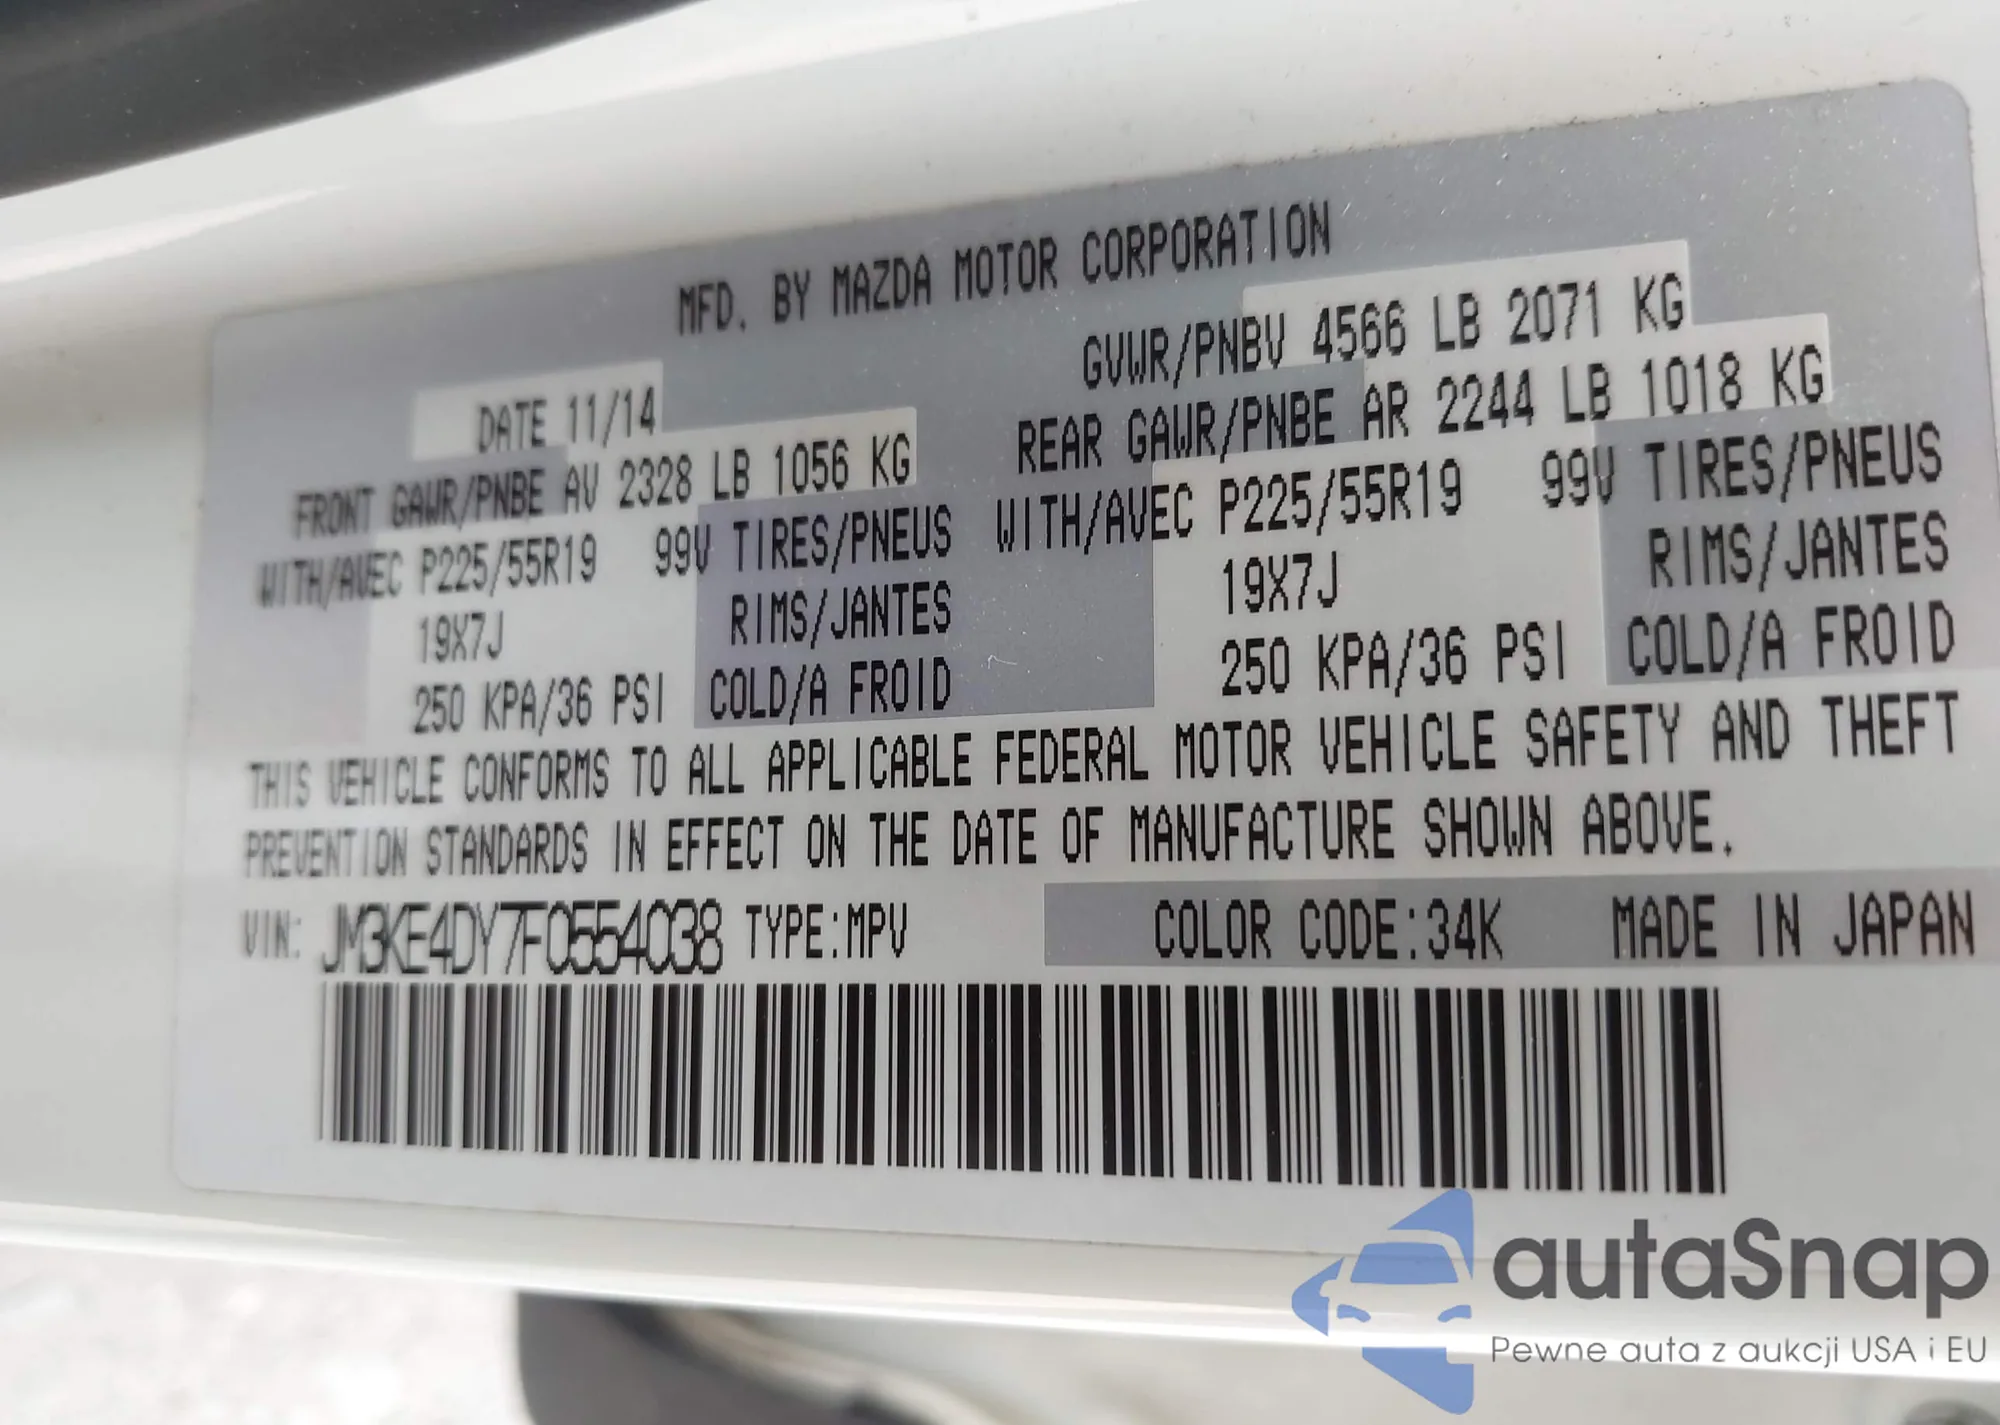 MFD. BY MAZDA MOTOR CORPORATION
DATE 11/14
GVWR/PNBV 4566 LB 2071 KG
FRONT GAWR/PNBE AV 2328 LB 1056 KG
REAR GAWR/PNBE AR 2244 LB 1018 KG
WITH/AVEC P225/55R19 99V TIRES/PNEUS
WITH/AVEC P225/55R19 99V TIRES/PNEUS
19X7J RIMS/JANTES
19X7J RIMS/JANTES
250 KPA/36 PSI COLD/A FROID
250 KPA/36 PSI COLD/A FROID
THIS VEHICLE CONFORMS TO ALL APPLICABLE FEDERAL MOTOR VEHICLE SAFETY AND THEFT
PREVENTION STANDARDS IN EFFECT ON THE DATE OF MANUFACTURE SHOWN ABOVE.
VIN: JM3KE4DY7F0554038 TYPE:MPV COLOR CODE:34K MADE IN JAPAN
autaSnap
Pewne auta z aukcji USA i EU